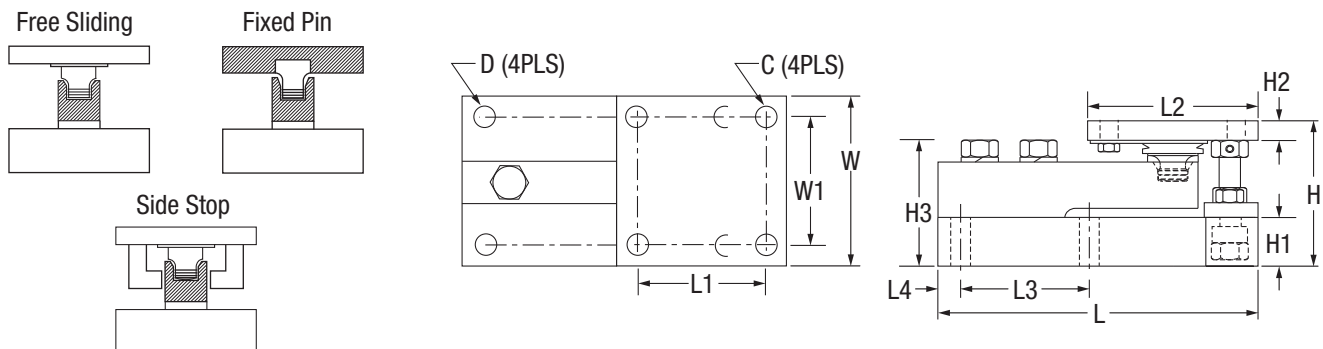 Free Sliding
Fixed Pin
Side Stop
D (4PLS)
C (4PLS)
W1
W
L1
L2
H2
H
H3
H1
L4
L3
L